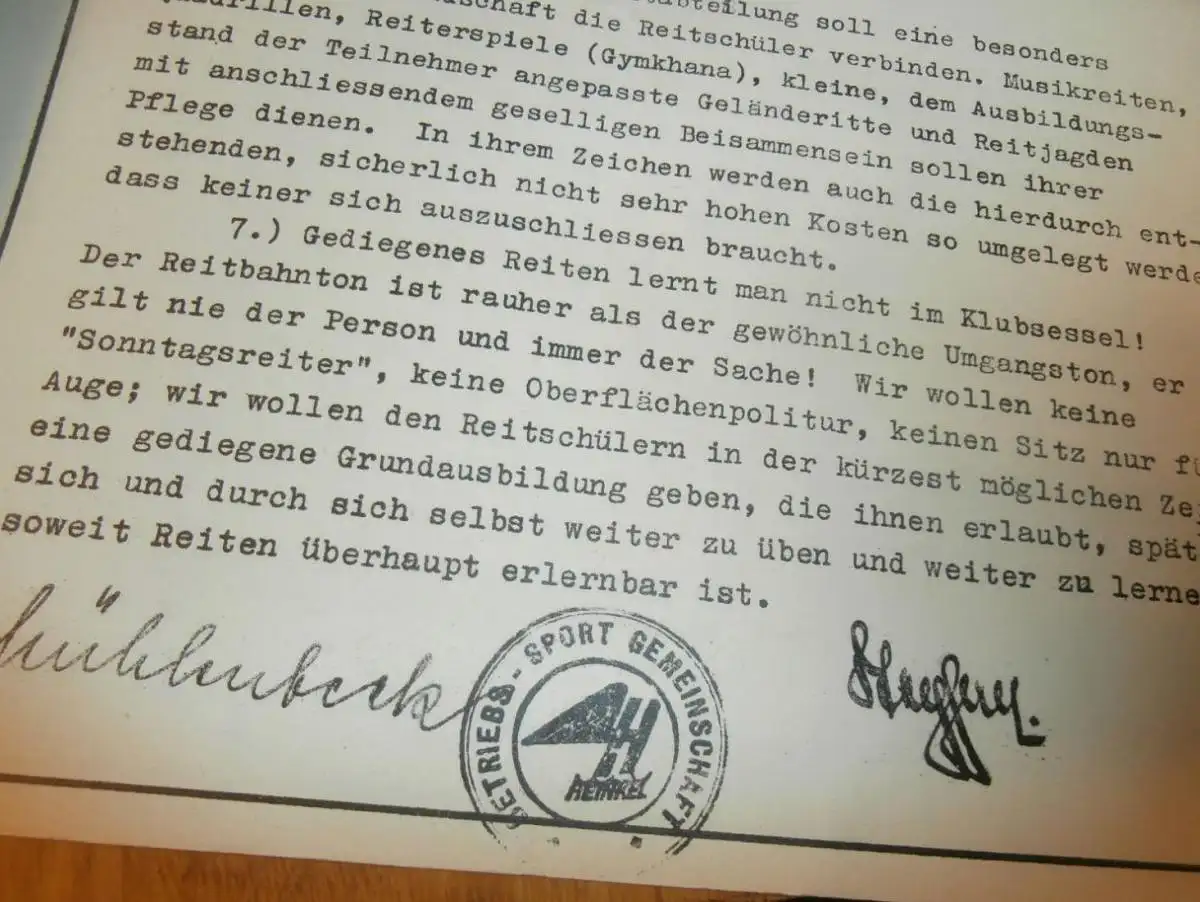 abteilung soll eine besonders
schaft die Reitschüler verbinden. Musikreiten,
Quadrillen, Reiterspiele (Gymkhana), kleine, dem Ausbildungs-
stand der Teilnehmer angepasste Geländeritte und Reitjagden
mit anschliessendem geselligen Beisammensein sollen ihrer
Pflege dienen. In ihrem Zeichen werden auch die hierdurch ent-
stehenden, sicherlich nicht sehr hohen Kosten so umgelegt werde
dass keiner sich auszuschliessen braucht.
7.) Gediegenes Reiten lernt man nicht im Klubsessel!
Der Reitbahnton ist rauher als der gewöhnliche Umgangston, er
gilt nie der Person und immer der Sache! Wir wollen keine
"Sonntagsreiter", keine Oberflächenpolitur, keinen Sitz nur fü
Auge; wir wollen den Reitschülern in der kürzest möglichen Zei
eine gediegene Grundausbildung geben, die ihnen erlaubt, spät
sich und durch sich selbst weiter zu üben und weiter zu lerne
soweit Reiten überhaupt erlernbar ist.
BETRIEBS-SPORT GEMEINSCHAFT
HEINKEL